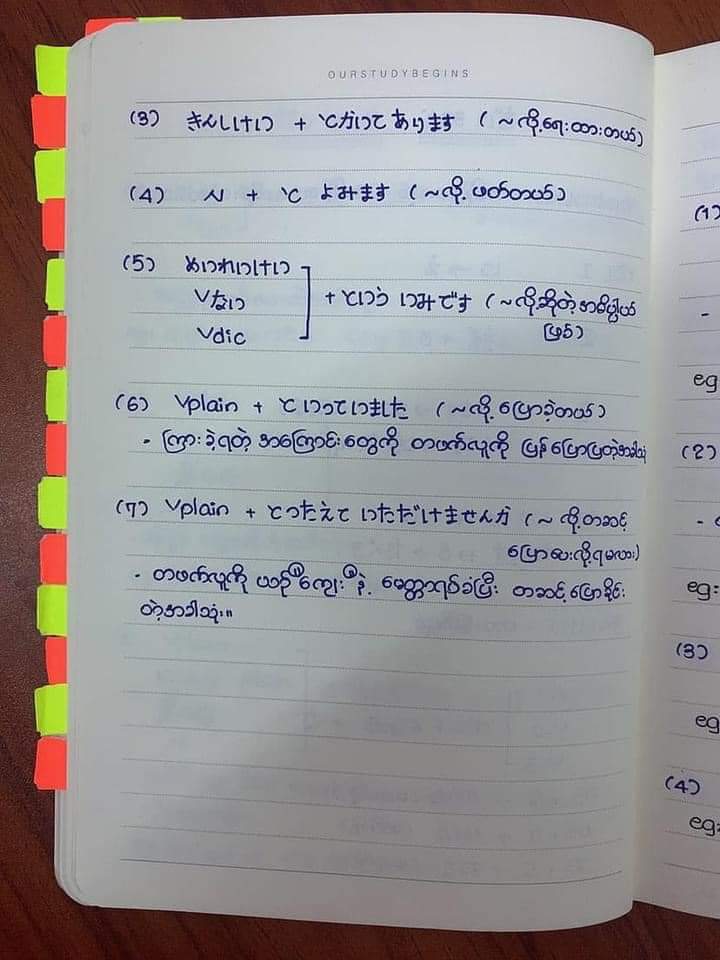 OURSTUDYBEGINS
(3) きんしけい + とかいてあります ( ~လို့ရေးထားတယ်)
(4) N + と よみます ( ~လို့ ဖတ်တယ်)
(5) めいれいけい
Vない
Vdic
+ という いみです ( ~လို့ဆိုတဲ့ အဓိပ္ပါယ်
ဖြစ်)
(6) Vplain + と いっていました ( ~လို့ ပြောခဲ့တယ်)
- ကြားခဲ့ရတဲ့ အကြောင်းတွေကို တဖက်လူကို ပြန်ပြောပြတဲ့အခါသုံး
(7) Vplain + とつたえて いただけませんか ( ~ လို့တဆင့်
ပြောပေးလို့ရမလား)
- တဖက်လူကို ယဉ်ကျေးနဲ့ မေတ္တာရပ်ခံပြီး တဆင့်ပြောခိုင်း
တဲ့အခါသုံး။
(1)
-
eg
(2)
-
eg:
(3)
eg
(4)
eg: